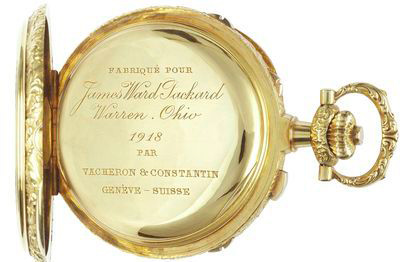 FABRIQUÉ POUR
James Ward Packard
Warren. Ohio
1918
PAR
VACHERON & CONSTANTIN
GENÈVE – SUISSE